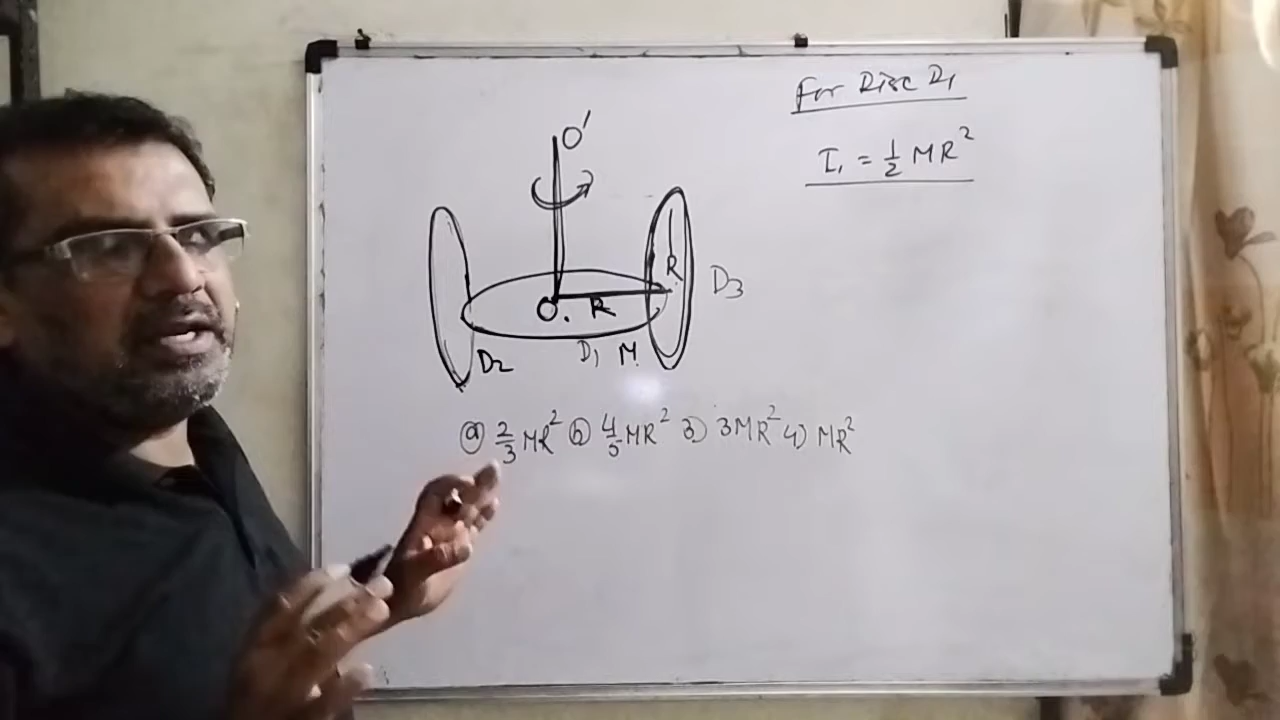 For Disc D₁
I₁ = ½ MR²
O'
R
D3
O.
R
D2
D₁
M
ⓐ 2/3 MR² ⓑ 4/5 MR² 3) 3MR² 4) MR²